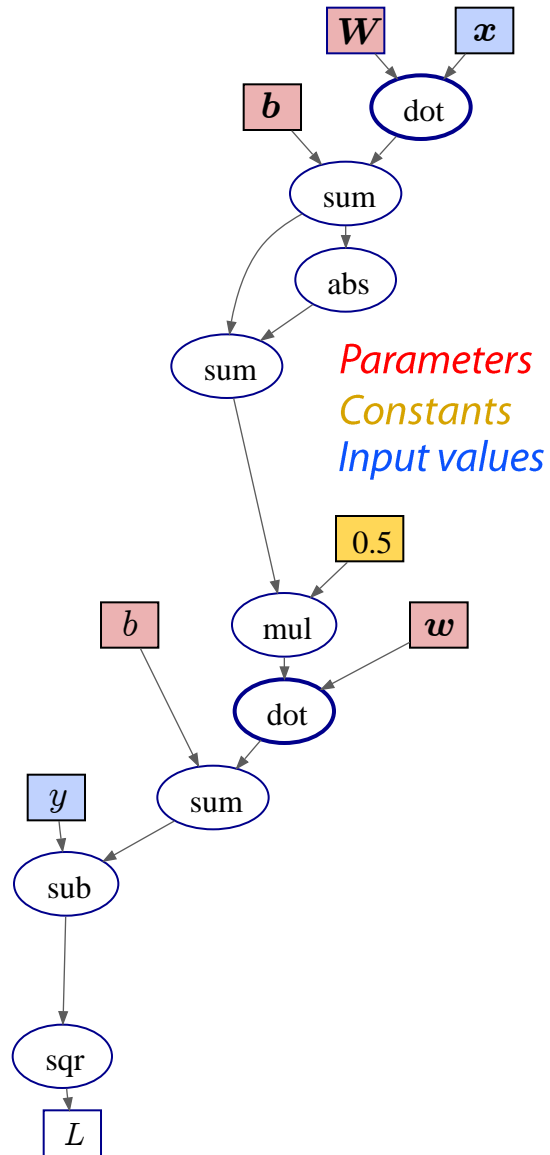 W x
b dot
sum
abs
sum
Parameters
Constants
Input values
0.5
b mul w
dot
y sum
sub
sqr
L